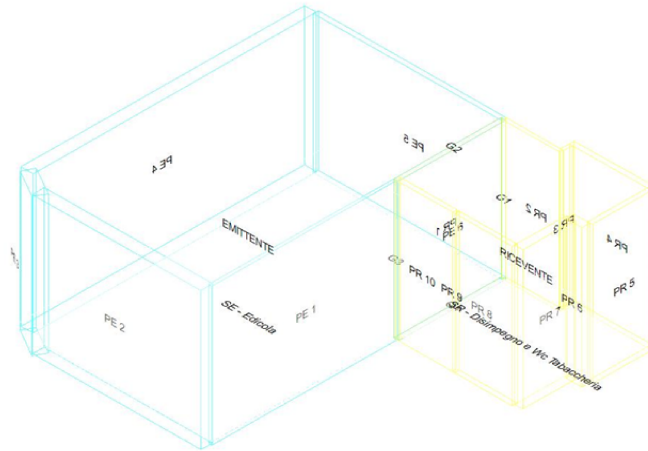 PE 4
PE 5
G2
G1
PR 2
PR 3
PR 4
EMITTENTE
RICEVENTE
G3
PR 10
PR 9
PR 8
PR 7
PR 6
PR 5
SE - Edicola
PE 1
PE 2
SR - Disimpegno e Wc Tabaccheria